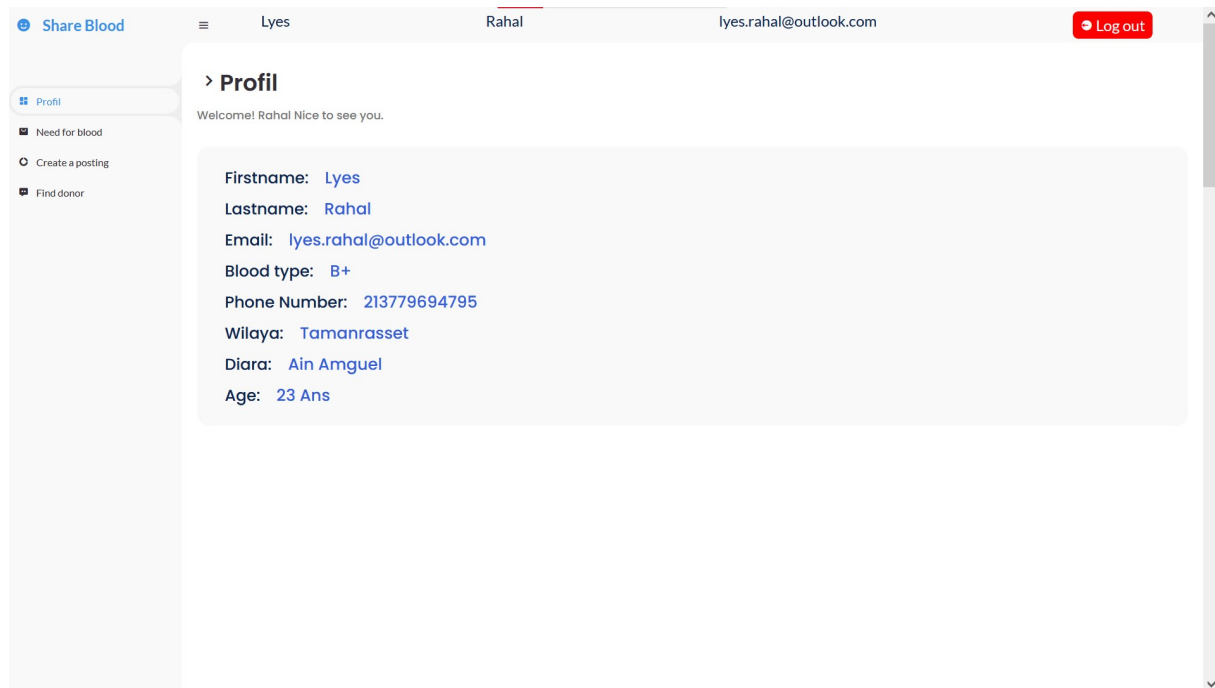 Share Blood
Lyes Rahal lyes.rahal@outlook.com Log out
Profil
Need for blood
Create a posting
Find donor
Profil
Welcome! Rahal Nice to see you.
Firstname: Lyes
Lastname: Rahal
Email: lyes.rahal@outlook.com
Blood type: B+
Phone Number: 213779694795
Wilaya: Tamanrasset
Diara: Ain Amguel
Age: 23 Ans